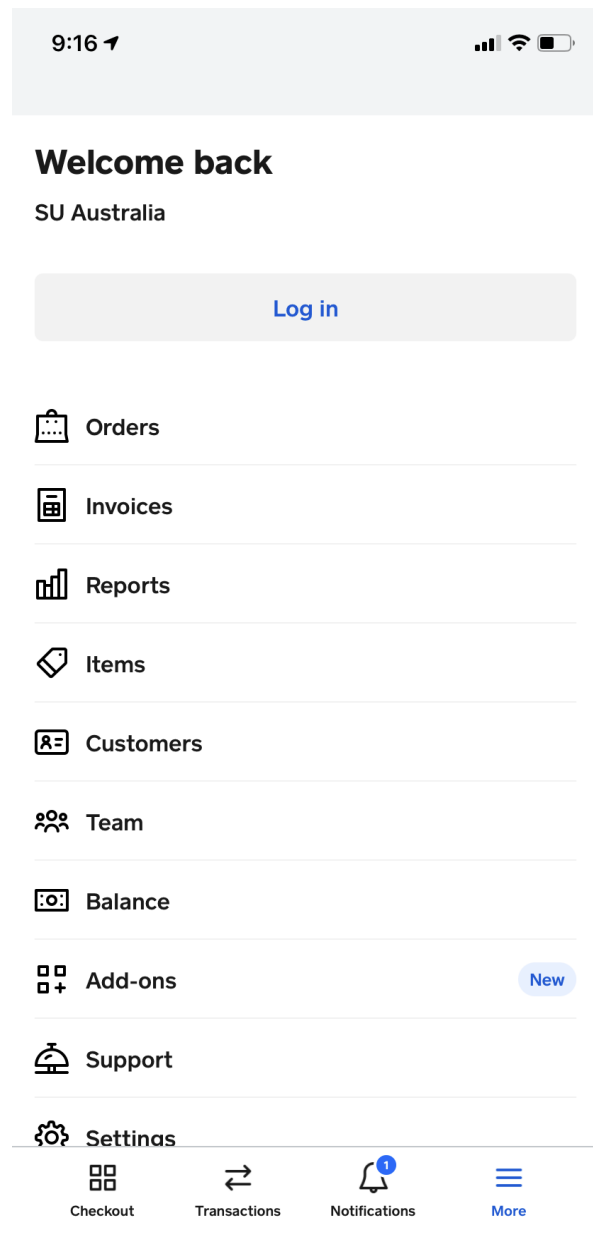 9:16
Welcome back
SU Australia
Log in
Orders
Invoices
Reports
Items
Customers
Team
Balance
Add-ons New
Support
Settings
1
Checkout Transactions Notifications More